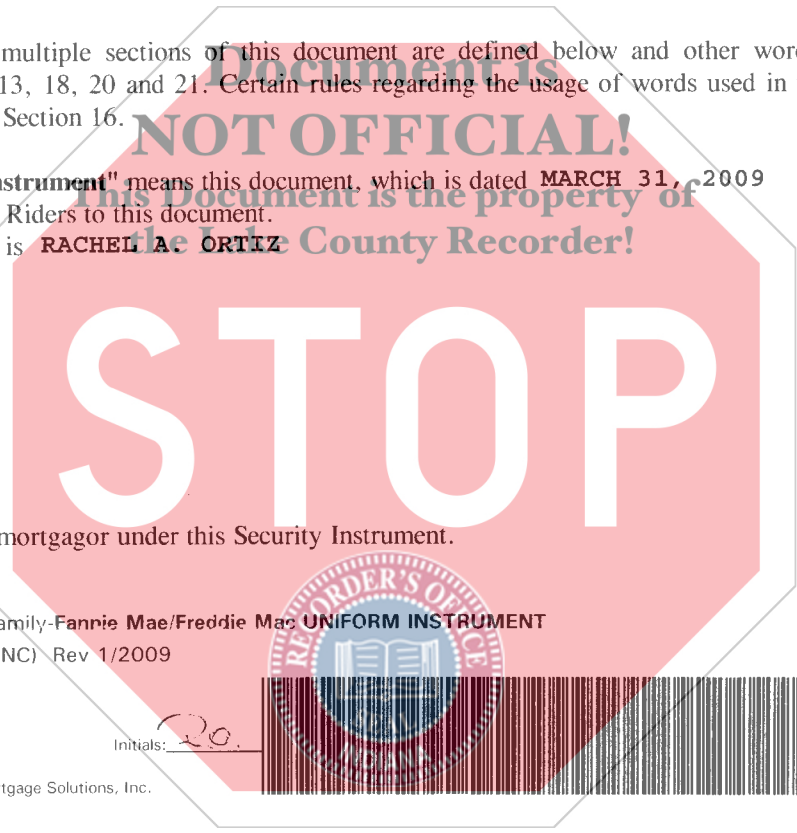 multiple sections of this document are defined below and other word
Document is
13, 18, 20 and 21. Certain rules regarding the usage of words used in
Section 16.
NOT OFFICIAL!
nstrument" means this document, which is dated MARCH 31, 2009
This Document is the property of
Riders to this document.
is RACHEL A. ORTIZ
the Lake County Recorder!
STOP
mortgagor under this Security Instrument.
amily-Fannie Mae/Freddie Mac UNIFORM INSTRUMENT
NC) Rev 1/2009
RECORDER'S OFFICE
SEAL
INDIANA
Initials:
tgage Solutions, Inc.